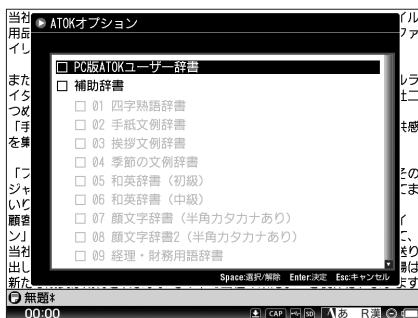 ATOKオプション
PC版ATOKユーザー辞書
補助辞書
01 四字熟語辞書
02 手紙文例辞書
03 挨拶文例辞書
04 季節の文例辞書
05 和英辞書(初級)
06 和英辞書(中級)
07 顔文字辞書(半角カタカナあり)
08 顔文字辞書2(半角カタカナあり)
09 経理・財務用語辞書
Space:選択/解除 Enter:決定 Esc:キャンセル
無題*
00:00 CAP SD あ R漢